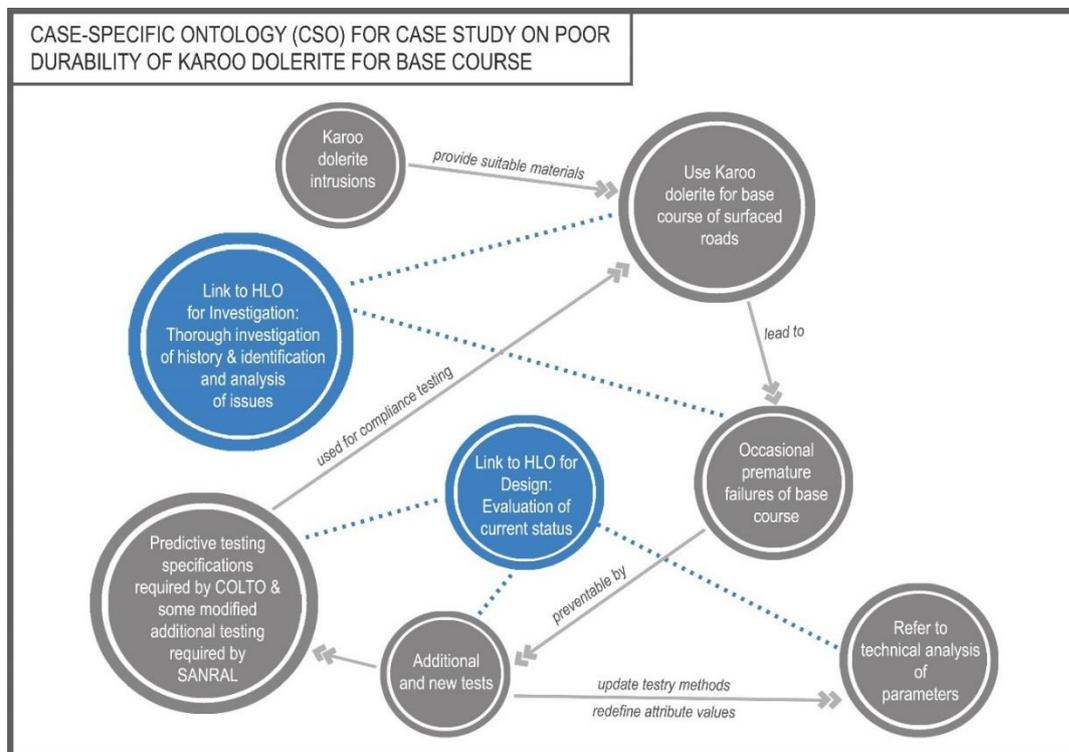 CASE-SPECIFIC ONTOLOGY (CSO) FOR CASE STUDY ON POOR
DURABILITY OF KAROO DOLERITE FOR BASE COURSE
Karoo
dolerite
intrusions
provide suitable materials
Use Karoo
dolerite for base
course of surfaced
roads
Link to HLO
for Investigation:
Thorough investigation
of history & identification
and analysis
of issues
lead to
used for compliance testing
Occasional
premature
failures of base
course
Link to HLO for
Design:
Evaluation of
current status
Predictive testing
specifications
required by COLTO &
some modified
additional testing
required by
SANRAL
preventable by
Additional
and new tests
update testry methods
redefine attribute values
Refer to
technical analysis
of
parameters